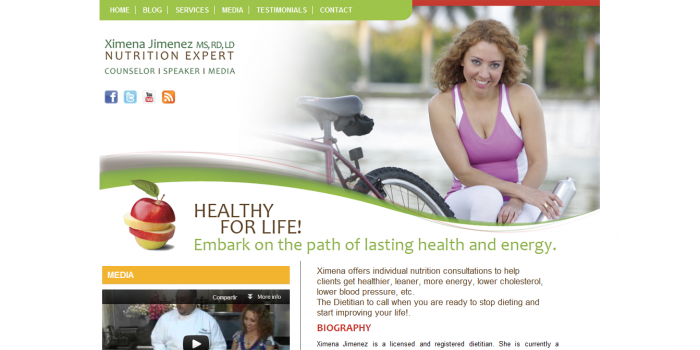 HOME BLOG SERVICES MEDIA TESTIMONIALS CONTACT
Ximena Jimenez MS, RD, LD
NUTRITION EXPERT
COUNSELOR | SPEAKER | MEDIA
HEALTHY
FOR LIFE!
Embark on the path of lasting health and energy.
MEDIA
Compartir More info
Ximena offers individual nutrition consultations to help
clients get healthier, leaner, more energy, lower cholesterol,
lower blood pressure, etc.
The Dietitian to call when you are ready to stop dieting and
start improving your life!.
BIOGRAPHY
Ximena Jimenez is a licensed and registered dietitian. She is currently a